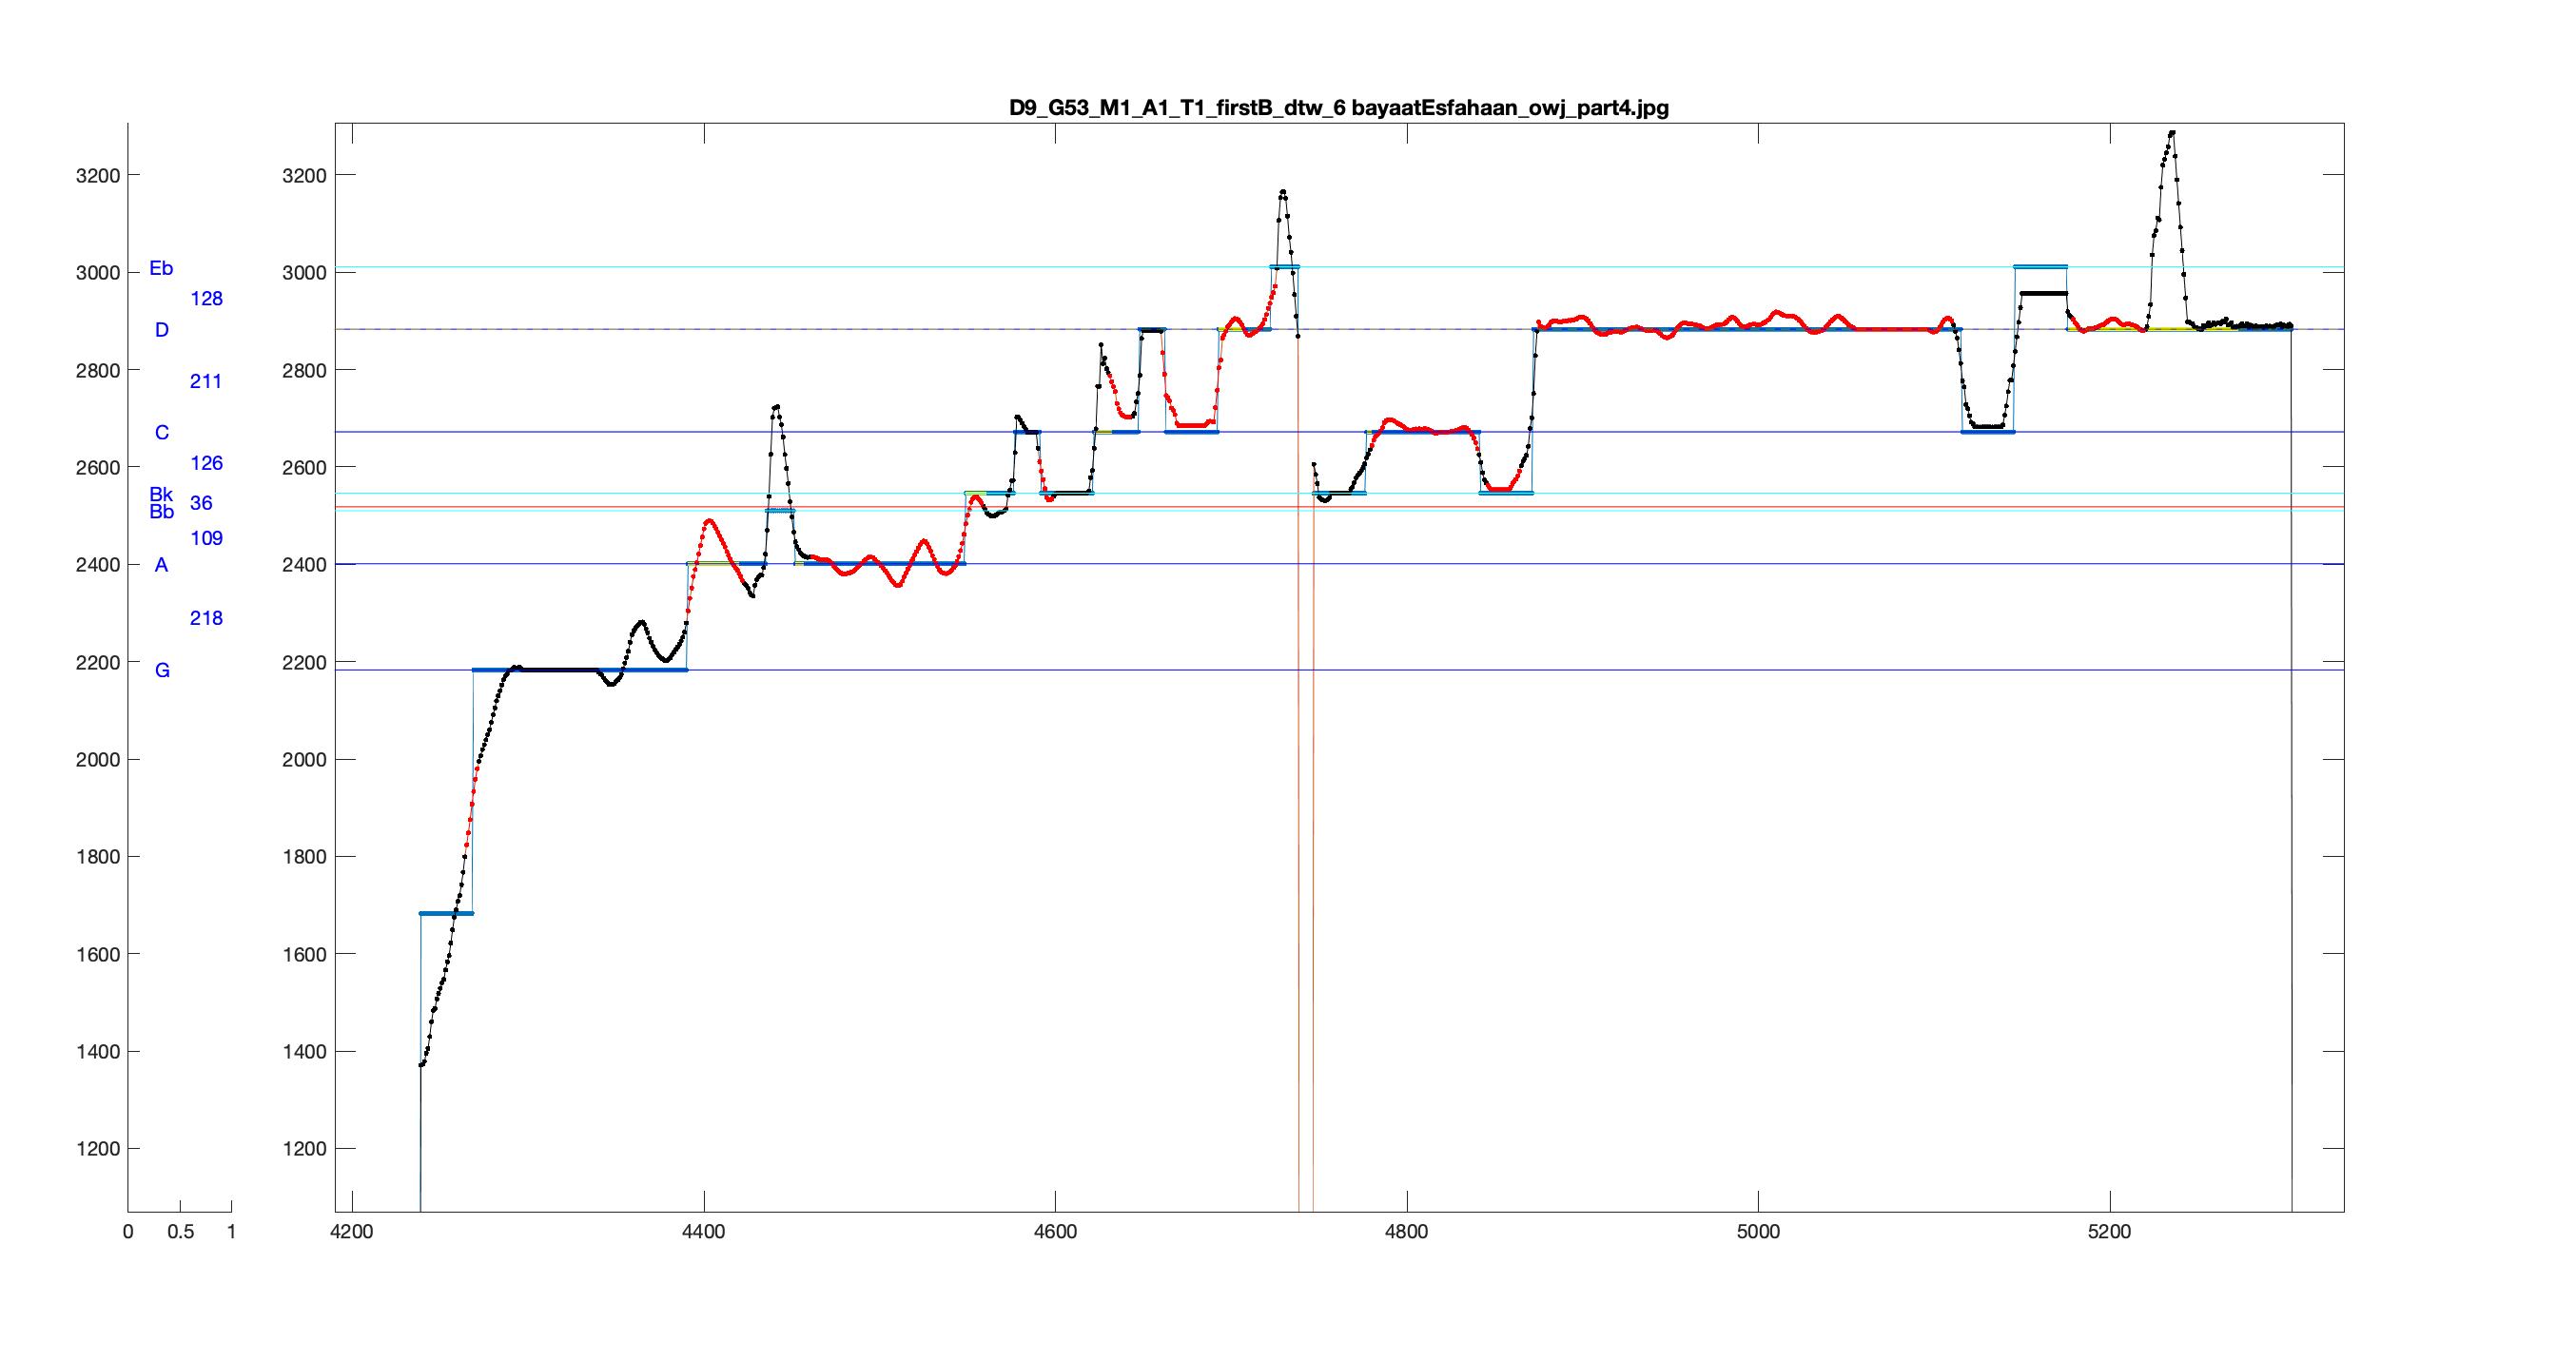 D9_G53_M1_A1_T1_firstB_dtw_6 bayaatEsfahaan_owj_part4.jpg
3200 3200
3000 Eb 3000
128
D
2800 2800
211
C
2600 126 2600
Bk
36
Bb
109
2400 A 2400
218
2200 G 2200
2000 2000
1800 1800
1600 1600
1400 1400
1200 1200
0 0.5 1 4200 4400 4600 4800 5000 5200